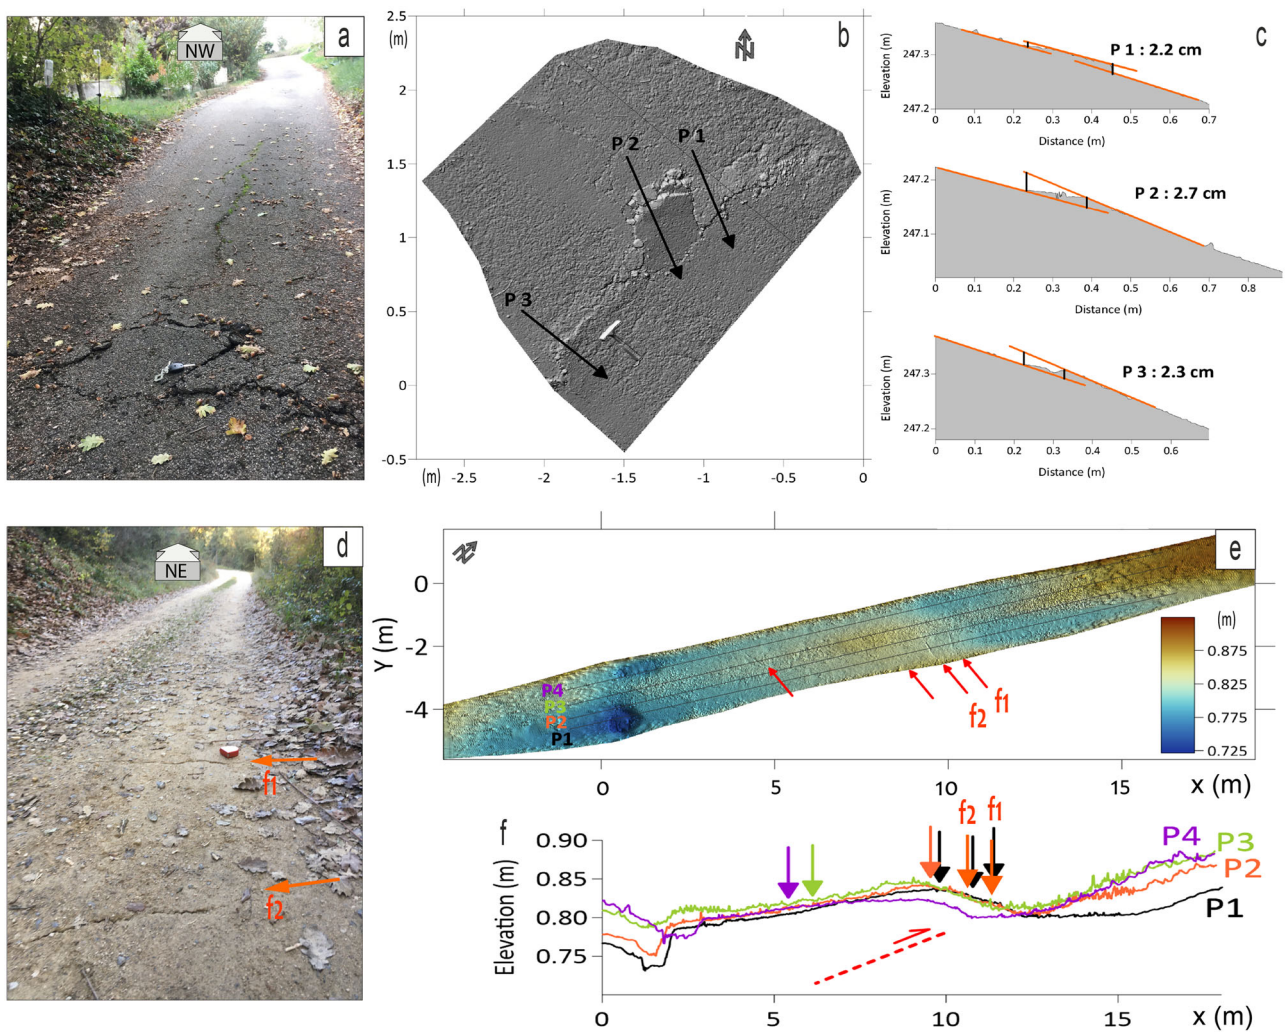 NW
a
2.5
(m)
2
1.5
1
0.5
0
-0.5
(m)
-2.5
-2
-1.5
-1
-0.5
0
b
N
P 1
P 2
P 3
c
P 1 : 2.2 cm
Elevation (m)
247.3
247.2
0 0.1 0.2 0.3 0.4 0.5 0.6 0.7
Distance (m)
P 2 : 2.7 cm
Elevation (m)
247.2
247.1
0 0.1 0.2 0.3 0.4 0.5 0.6 0.7 0.8
Distance (m)
P 3 : 2.3 cm
Elevation (m)
247.3
247.2
0 0.1 0.2 0.3 0.4 0.5 0.6 0.7
Distance (m)
NE
d
f1
f2
N
e
Y (m)
0
-2
-4
P4
P3
P2
P1
f2
f1
(m)
0.875
0.825
0.775
0.725
0 5 10 15
x (m)
f
Elevation (m)
0.90
0.85
0.80
0.75
f2
f1
P4
P3
P2
P1
0 5 10 15
x (m)